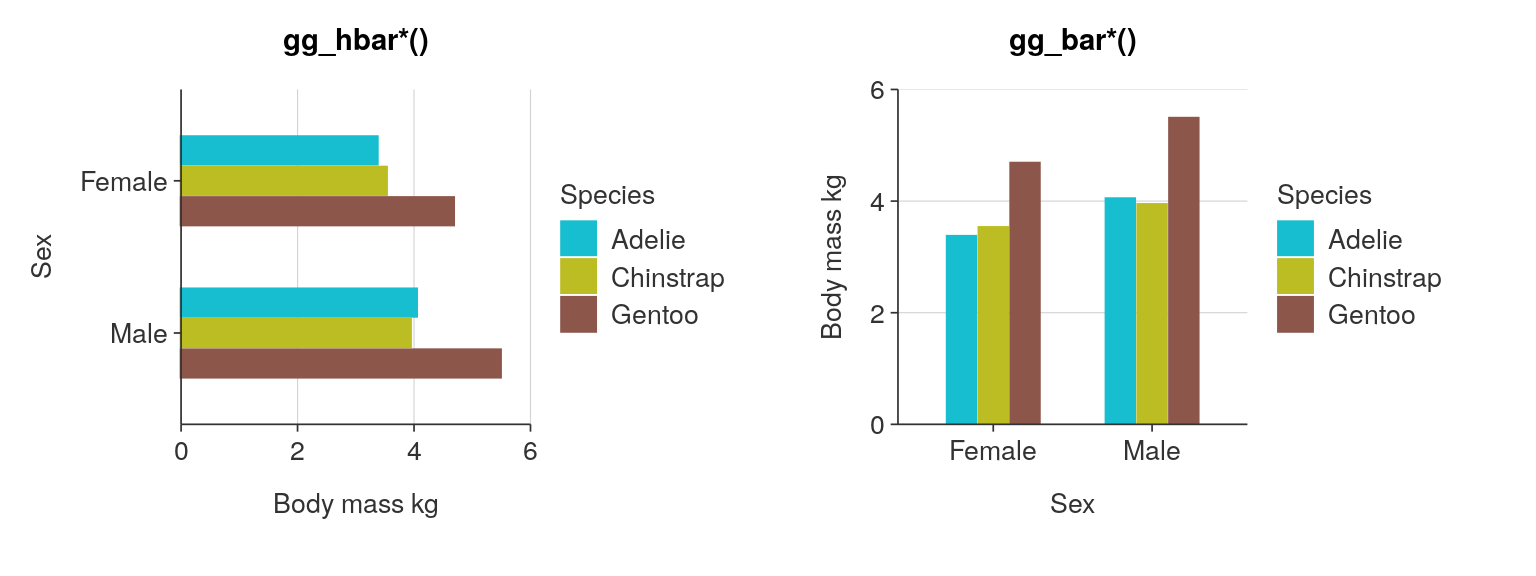 gg_hbar*()
Female
Male
Sex
0 2 4 6
Body mass kg
Species
Adelie
Chinstrap
Gentoo
gg_bar*()
6
4
2
0
Body mass kg
Female Male
Sex
Species
Adelie
Chinstrap
Gentoo